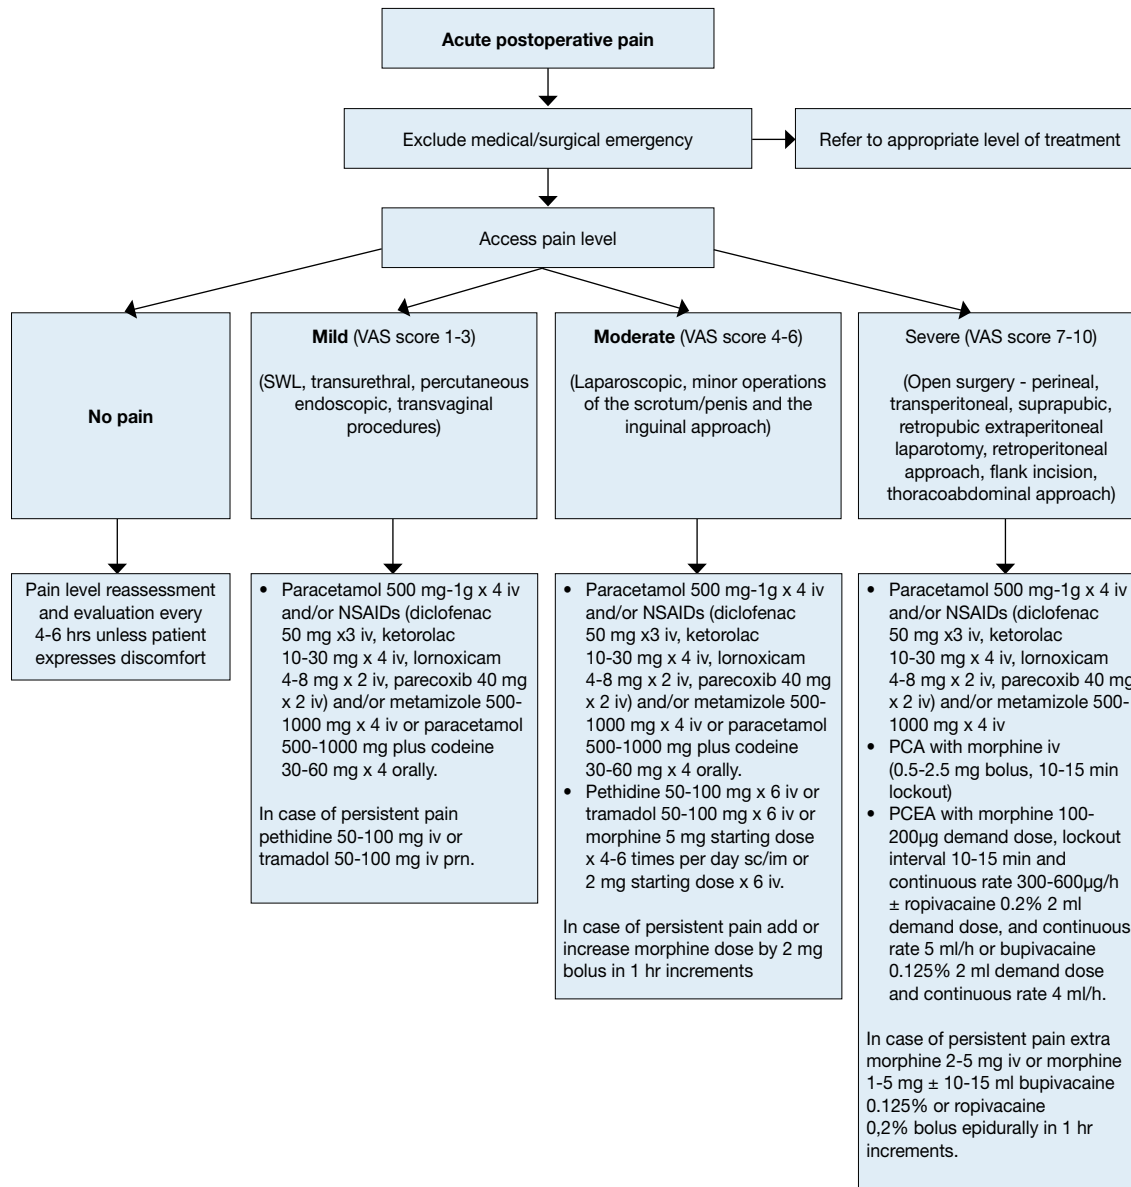 Acute postoperative pain
Exclude medical/surgical emergency
Refer to appropriate level of treatment
Access pain level
No pain
Mild (VAS score 1-3)
(SWL, transurethral, percutaneous
endoscopic, transvaginal
procedures)
Moderate (VAS score 4-6)
(Laparoscopic, minor operations
of the scrotum/penis and the
inguinal approach)
Severe (VAS score 7-10)
(Open surgery - perineal,
transperitoneal, suprapubic,
retropubic extraperitoneal
laparotomy, retroperitoneal
approach, flank incision,
thoracoabdominal approach)
Pain level reassessment
and evaluation every
4-6 hrs unless patient
expresses discomfort
• Paracetamol 500 mg-1g x 4 iv
and/or NSAIDs (diclofenac
50 mg x3 iv, ketorolac
10-30 mg x 4 iv, lornoxicam
4-8 mg x 2 iv, parecoxib 40 mg
x 2 iv) and/or metamizole 500-
1000 mg x 4 iv or paracetamol
500-1000 mg plus codeine
30-60 mg x 4 orally.
In case of persistent pain
pethidine 50-100 mg iv or
tramadol 50-100 mg iv prn.
• Paracetamol 500 mg-1g x 4 iv
and/or NSAIDs (diclofenac
50 mg x3 iv, ketorolac
10-30 mg x 4 iv, lornoxicam
4-8 mg x 2 iv, parecoxib 40 mg
x 2 iv) and/or metamizole 500-
1000 mg x 4 iv or paracetamol
500-1000 mg plus codeine
30-60 mg x 4 orally.
• Pethidine 50-100 mg x 6 iv or
tramadol 50-100 mg x 6 iv or
morphine 5 mg starting dose
x 4-6 times per day sc/im or
2 mg starting dose x 6 iv.
In case of persistent pain add or
increase morphine dose by 2 mg
bolus in 1 hr increments
• Paracetamol 500 mg-1g x 4 iv
and/or NSAIDs (diclofenac
50 mg x3 iv, ketorolac
10-30 mg x 4 iv, lornoxicam
4-8 mg x 2 iv, parecoxib 40 mg
x 2 iv) and/or metamizole 500-
1000 mg x 4 iv
• PCA with morphine iv
(0.5-2.5 mg bolus, 10-15 min
lockout)
• PCEA with morphine 100-
200µg demand dose, lockout
interval 10-15 min and
continuous rate 300-600µg/h
± ropivacaine 0.2% 2 ml
demand dose, and continuous
rate 5 ml/h or bupivacaine
0.125% 2 ml demand dose
and continuous rate 4 ml/h.
In case of persistent pain extra
morphine 2-5 mg iv or morphine
1-5 mg ± 10-15 ml bupivacaine
0.125% or ropivacaine
0,2% bolus epidurally in 1 hr
increments.